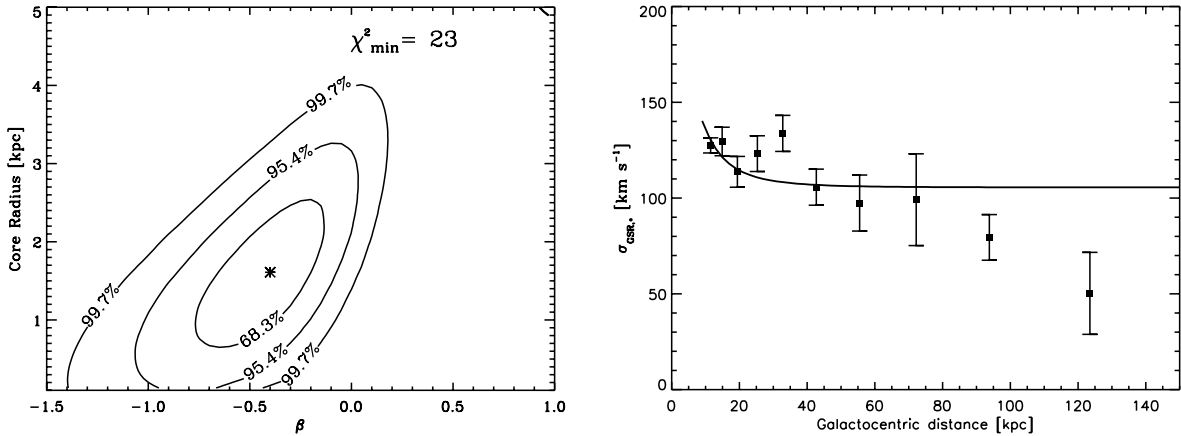 χ²min = 23
5
4
3
2
1
Core Radius [kpc]
99.7%
95.4%
68.3%
99.7%
95.4%
99.7%
-1.5 -1.0 -0.5 0.0 0.5 1.0
β
200
150
100
50
0
σGSR,* [km s⁻¹]
0 20 40 60 80 100 120 140
Galactocentric distance [kpc]